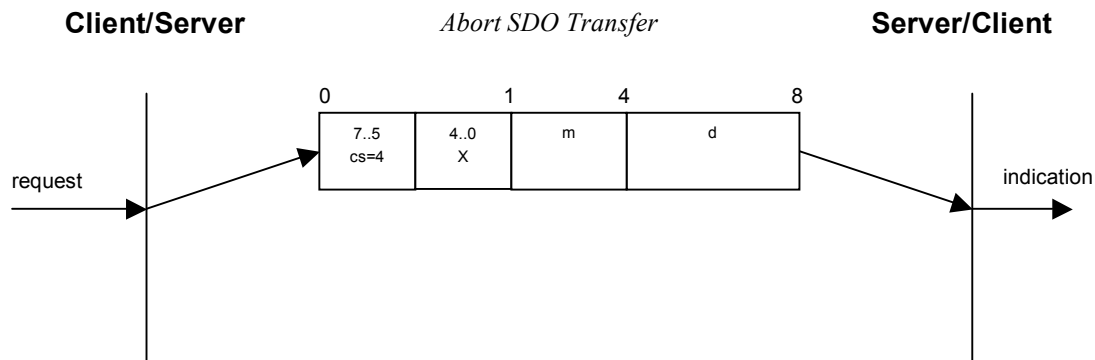 Client/Server Abort SDO Transfer Server/Client
0 1 4 8
7..5 4..0 m d
cs=4 X
request indication